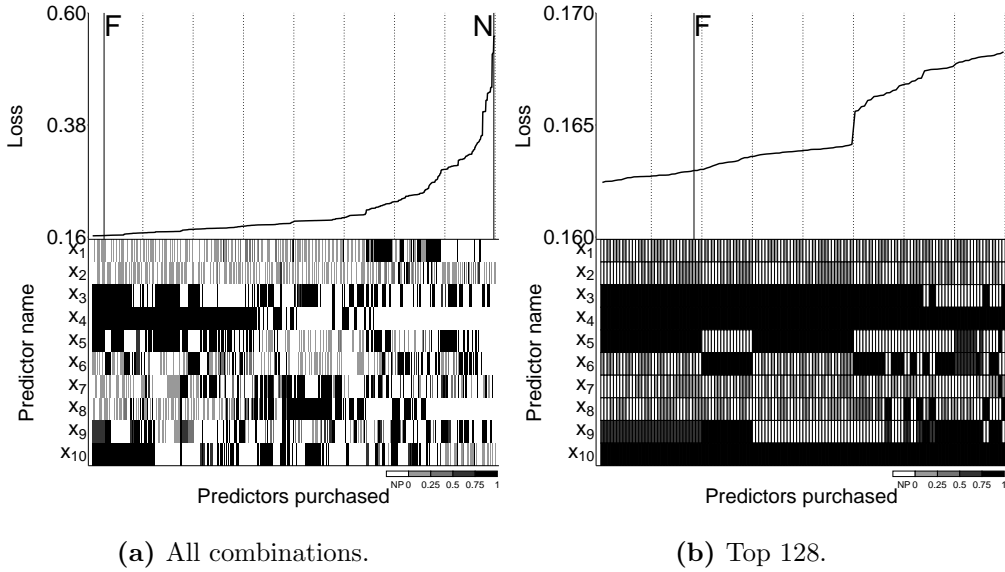 0.60
F
N
Loss
0.38
0.16
x1
x2
x3
x4
x5
x6
x7
x8
x9
x10
Predictor name
NP 0 0.25 0.5 0.75 1
Predictors purchased
(a) All combinations.
0.170
F
Loss
0.165
0.160
x1
x2
x3
x4
x5
x6
x7
x8
x9
x10
Predictor name
NP 0 0.25 0.5 0.75 1
Predictors purchased
(b) Top 128.